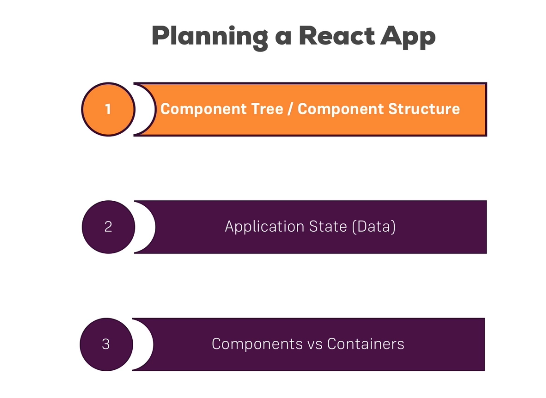 Planning a React App
1
Component Tree / Component Structure
2
Application State (Data)
3
Components vs Containers